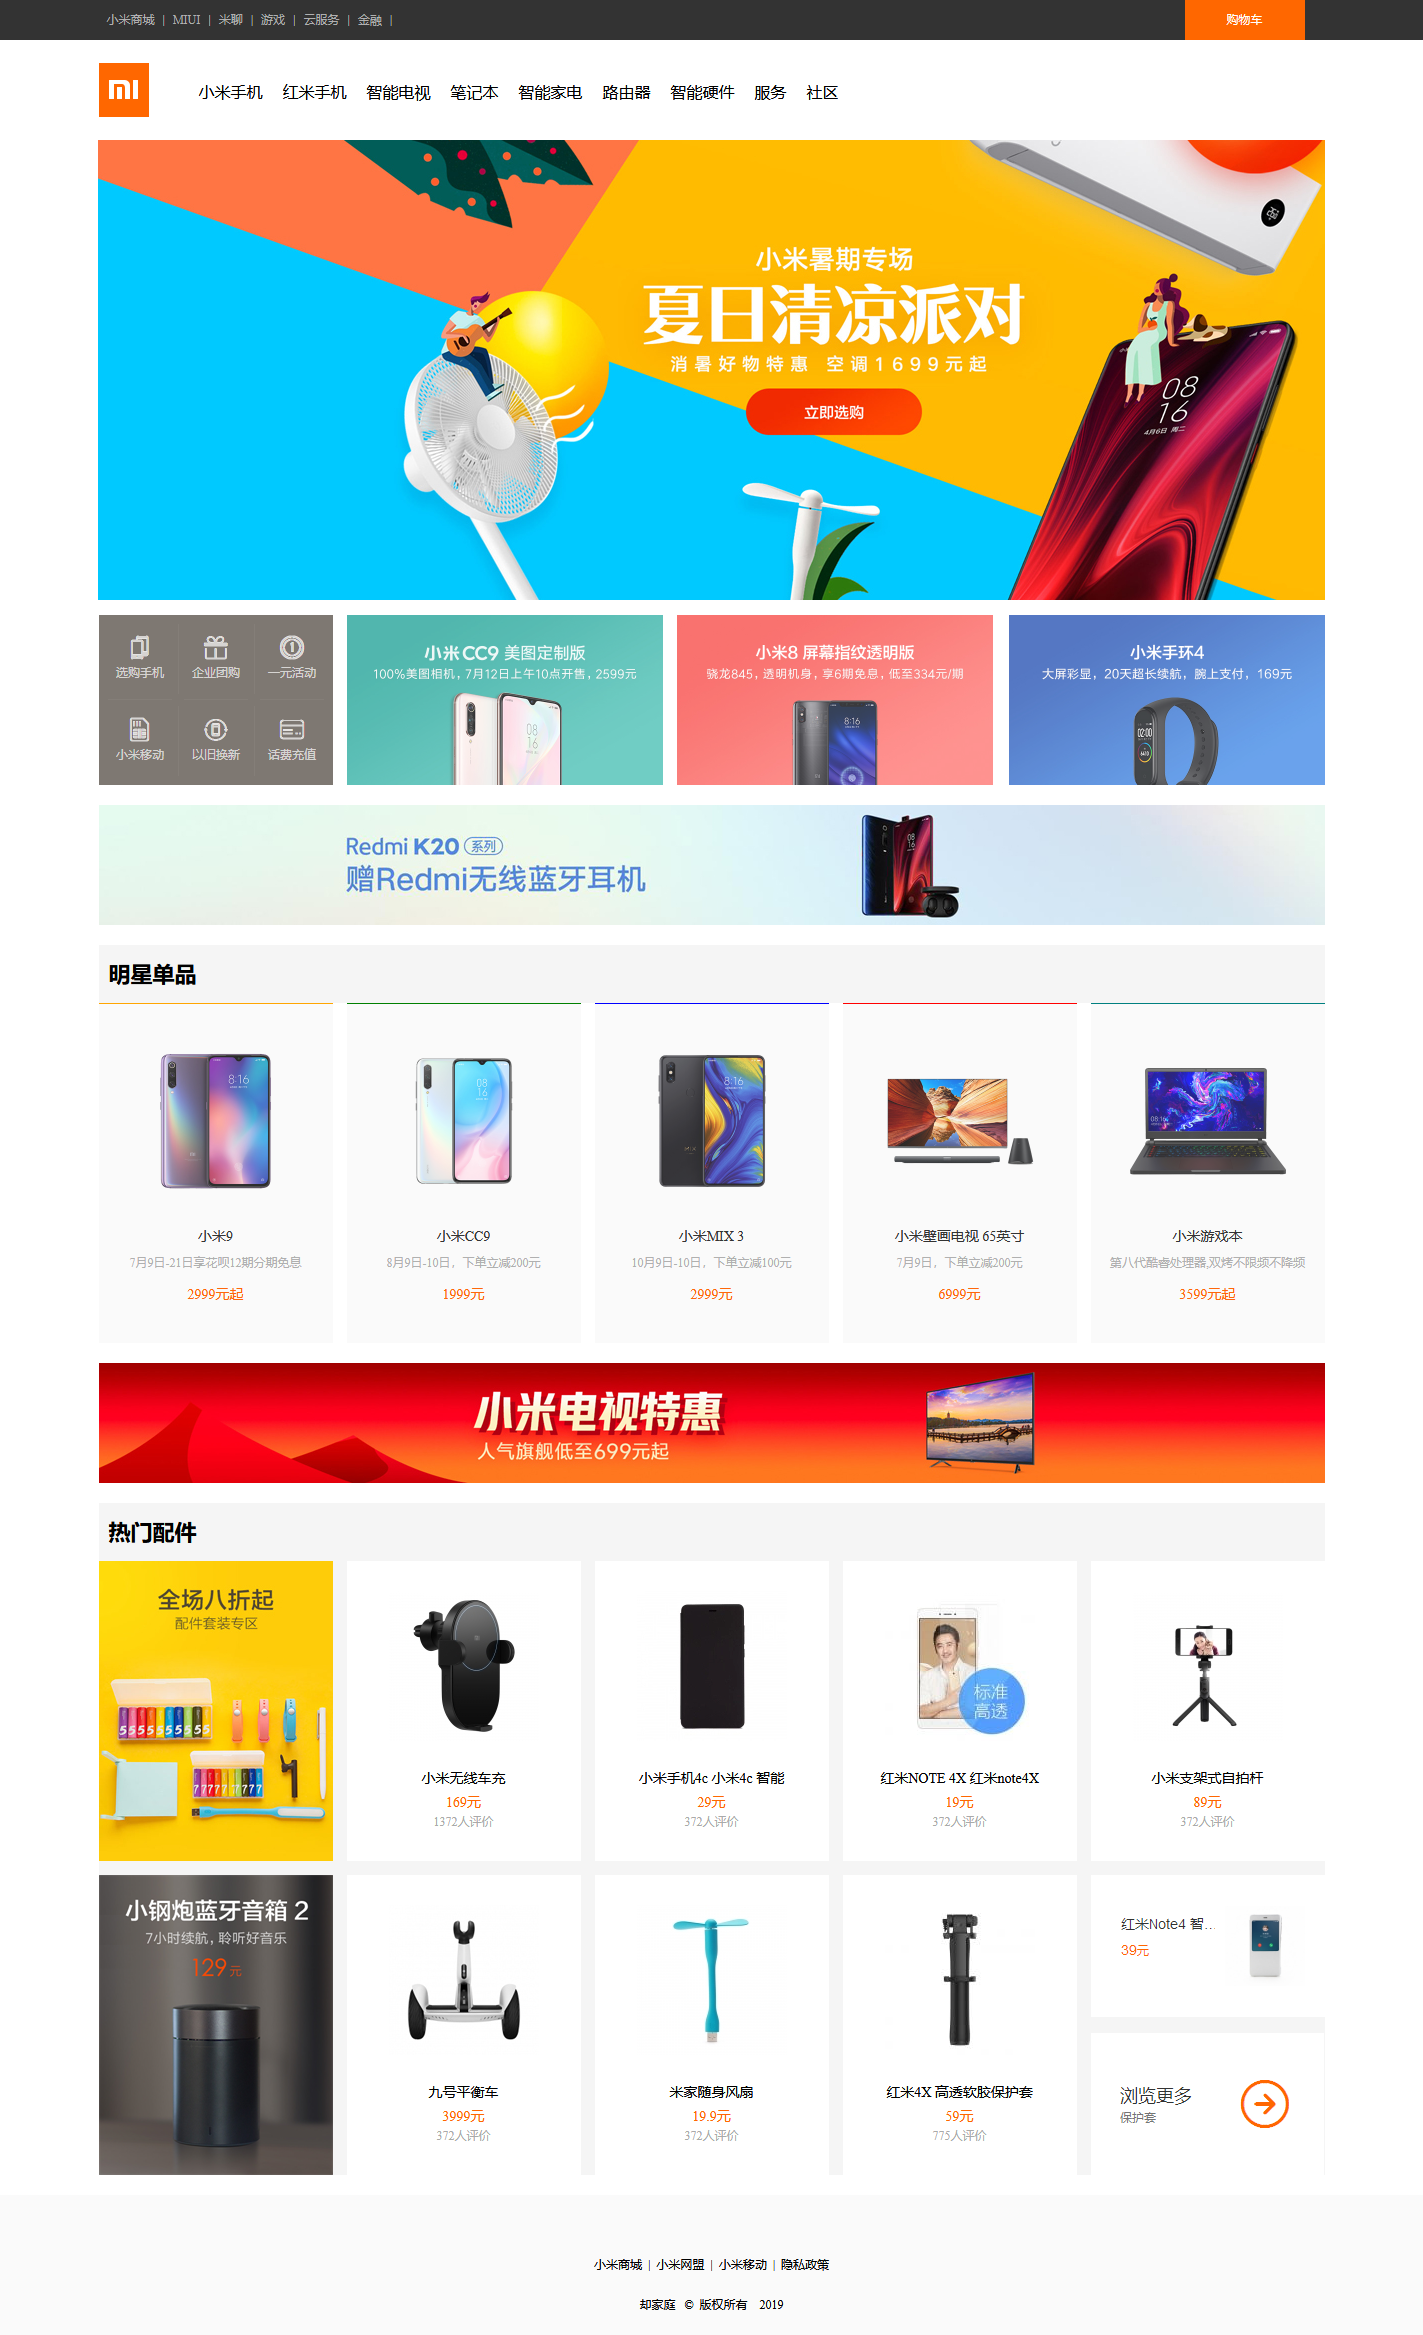 小米商城 | MIUI | 米聊 | 游戏 | 云服务 | 金融 |
购物车
小米手机 红米手机 智能电视 笔记本 智能家电 路由器 智能硬件 服务 社区
小米暑期专场
夏日清凉派对
消暑好物特惠 空调1699元起
立即选购
08
16
4月6日 周二
选购手机 企业团购 一元活动
小米移动 以旧换新 话费充值
小米CC9 美图定制版
100%美图相机，7月12日上午10点开售，2599元
小米8 屏幕指纹透明版
骁龙845，透明机身，享6期免息，低至334元/期
小米手环4
大屏彩显，20天超长续航，腕上支付，169元
Redmi K20 系列
赠Redmi无线蓝牙耳机
明星单品
小米9
7月9日-21日享花呗12期分期免息
2999元起
小米CC9
8月9日-10日，下单立减200元
1999元
小米MIX 3
10月9日-10日，下单立减100元
2999元
小米壁画电视 65英寸
7月9日，下单立减200元
6999元
小米游戏本
第八代酷睿处理器,双烤不限频不降频
3599元起
小米电视特惠
人气旗舰低至699元起
热门配件
全场八折起
配件套装专区
小米无线车充
169元
1372人评价
小米手机4c 小米4c 智能
29元
372人评价
标准
高透
红米NOTE 4X 红米note4X
19元
372人评价
小米支架式自拍杆
89元
372人评价
小钢炮蓝牙音箱 2
7小时续航，聆听好音乐
129元
九号平衡车
3999元
372人评价
米家随身风扇
19.9元
372人评价
红米4X 高透软胶保护套
59元
775人评价
红米Note4 智...
39元
浏览更多
保护套
小米商城 | 小米网盟 | 小米移动 | 隐私政策
却家庭 © 版权所有 2019